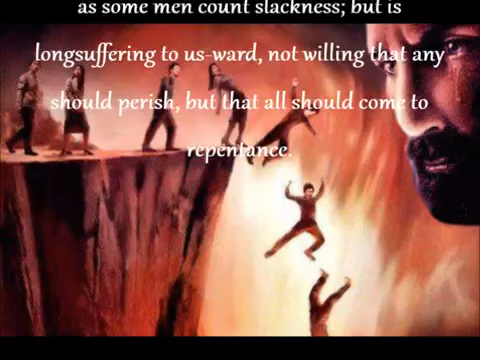 as some men count slackness; but is
longsuffering to us-ward, not willing that any
should perish, but that all should come to
repentance.